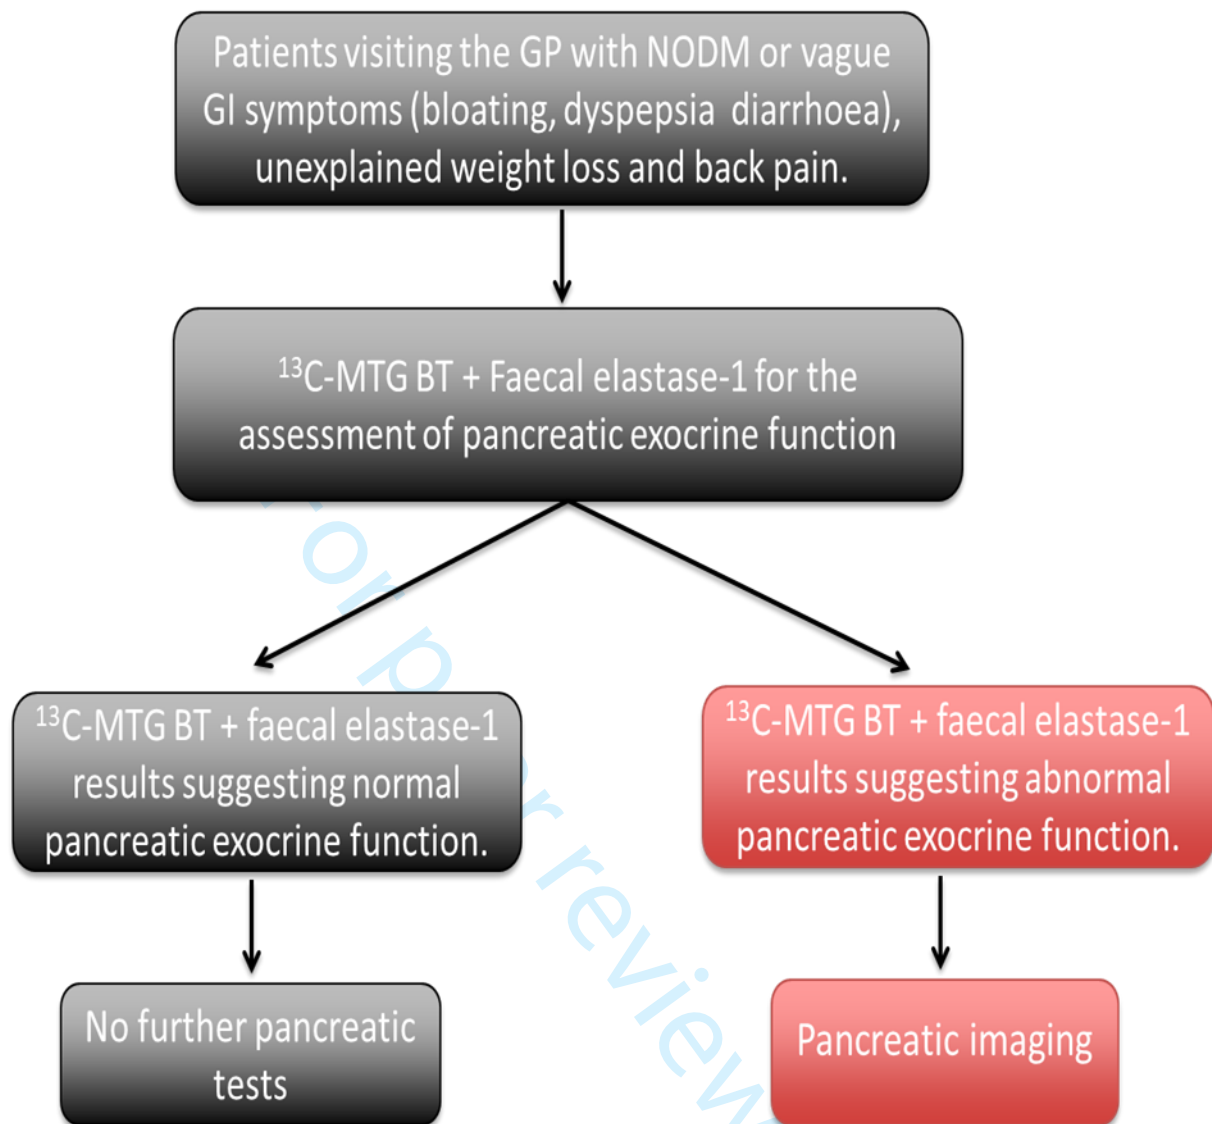 Patients visiting the GP with NODM or vague
GI symptoms (bloating, dyspepsia diarrhoea),
unexplained weight loss and back pain.
¹³C-MTG BT + Faecal elastase-1 for the
assessment of pancreatic exocrine function
¹³C-MTG BT + faecal elastase-1
results suggesting normal
pancreatic exocrine function.
¹³C-MTG BT + faecal elastase-1
results suggesting abnormal
pancreatic exocrine function.
No further pancreatic
tests
Pancreatic imaging
review